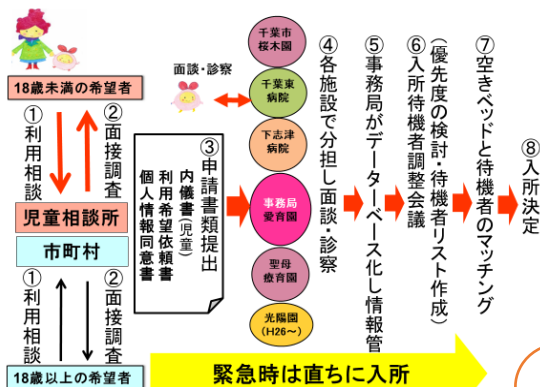 18歳未満の希望者
①利用相談
②面接調査
児童相談所
市町村
①利用相談
②面接調査
18歳以上の希望者
③申請書類提出
内儀書(児童)
利用希望依頼書
個人情報同意書
面談・診察
千葉市
桜木園
千葉東
病院
下志津
病院
事務局
愛育園
聖母
療育園
光陽園
(H26～)
④各施設で分担し面談・診察
⑤事務局がデーターベース化し情報管
⑥入所待機者調整会議
(優先度の検討・待機者リスト作成)
⑦空きベッドと待機者のマッチング
⑧入所決定
緊急時は直ちに入所